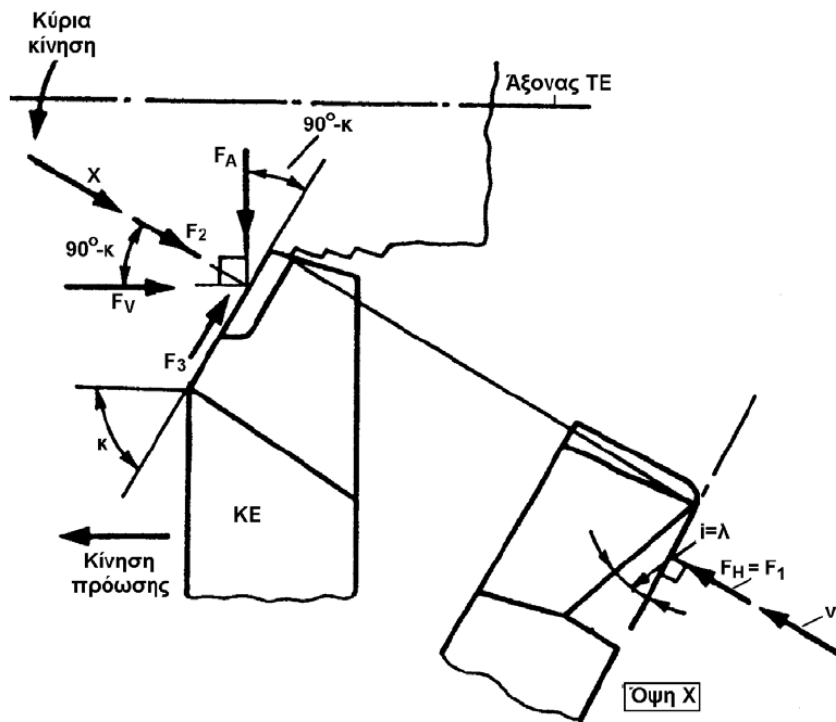 Κύρια
κίνηση
Άξονας ΤΕ
90°-κ
F_A
X
F_2
90°-κ
F_V
F_3
κ
ΚΕ
i=λ
Κίνηση
πρόωσης
F_H = F_1
v
Όψη X